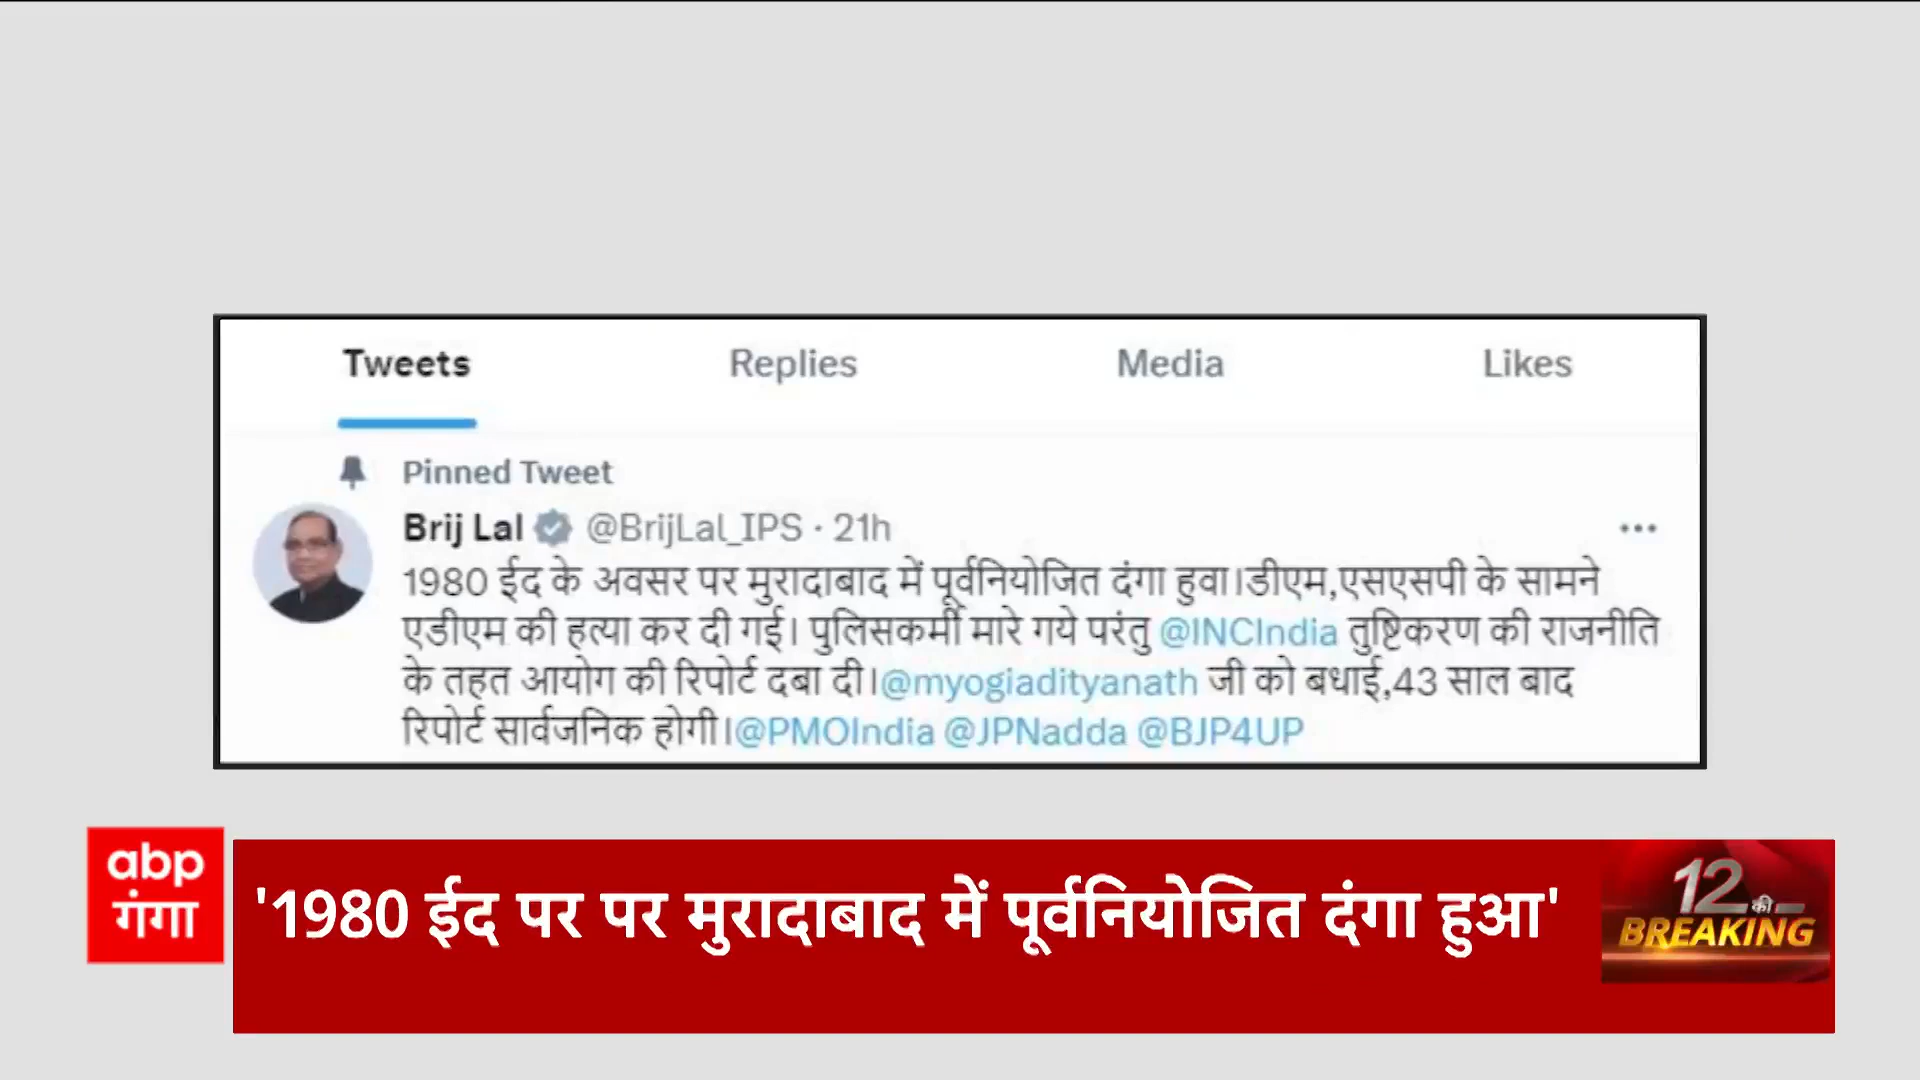 Tweets Replies Media Likes
Pinned Tweet
Brij Lal @BrijLal_IPS · 21h
1980 ईद के अवसर पर मुरादाबाद में पूर्वनियोजित दंगा हुवा।डीएम,एसएसपी के सामने
एडीएम की हत्या कर दी गई। पुलिसकर्मी मारे गये परंतु @INCIndia तुष्टिकरण की राजनीति
के तहत आयोग की रिपोर्ट दबा दी।@myogiadityanath जी को बधाई,43 साल बाद
रिपोर्ट सार्वजनिक होगी।@PMOIndia @JPNadda @BJP4UP
abp
गंगा
'1980 ईद पर पर मुरादाबाद में पूर्वनियोजित दंगा हुआ'
12 की
BREAKING